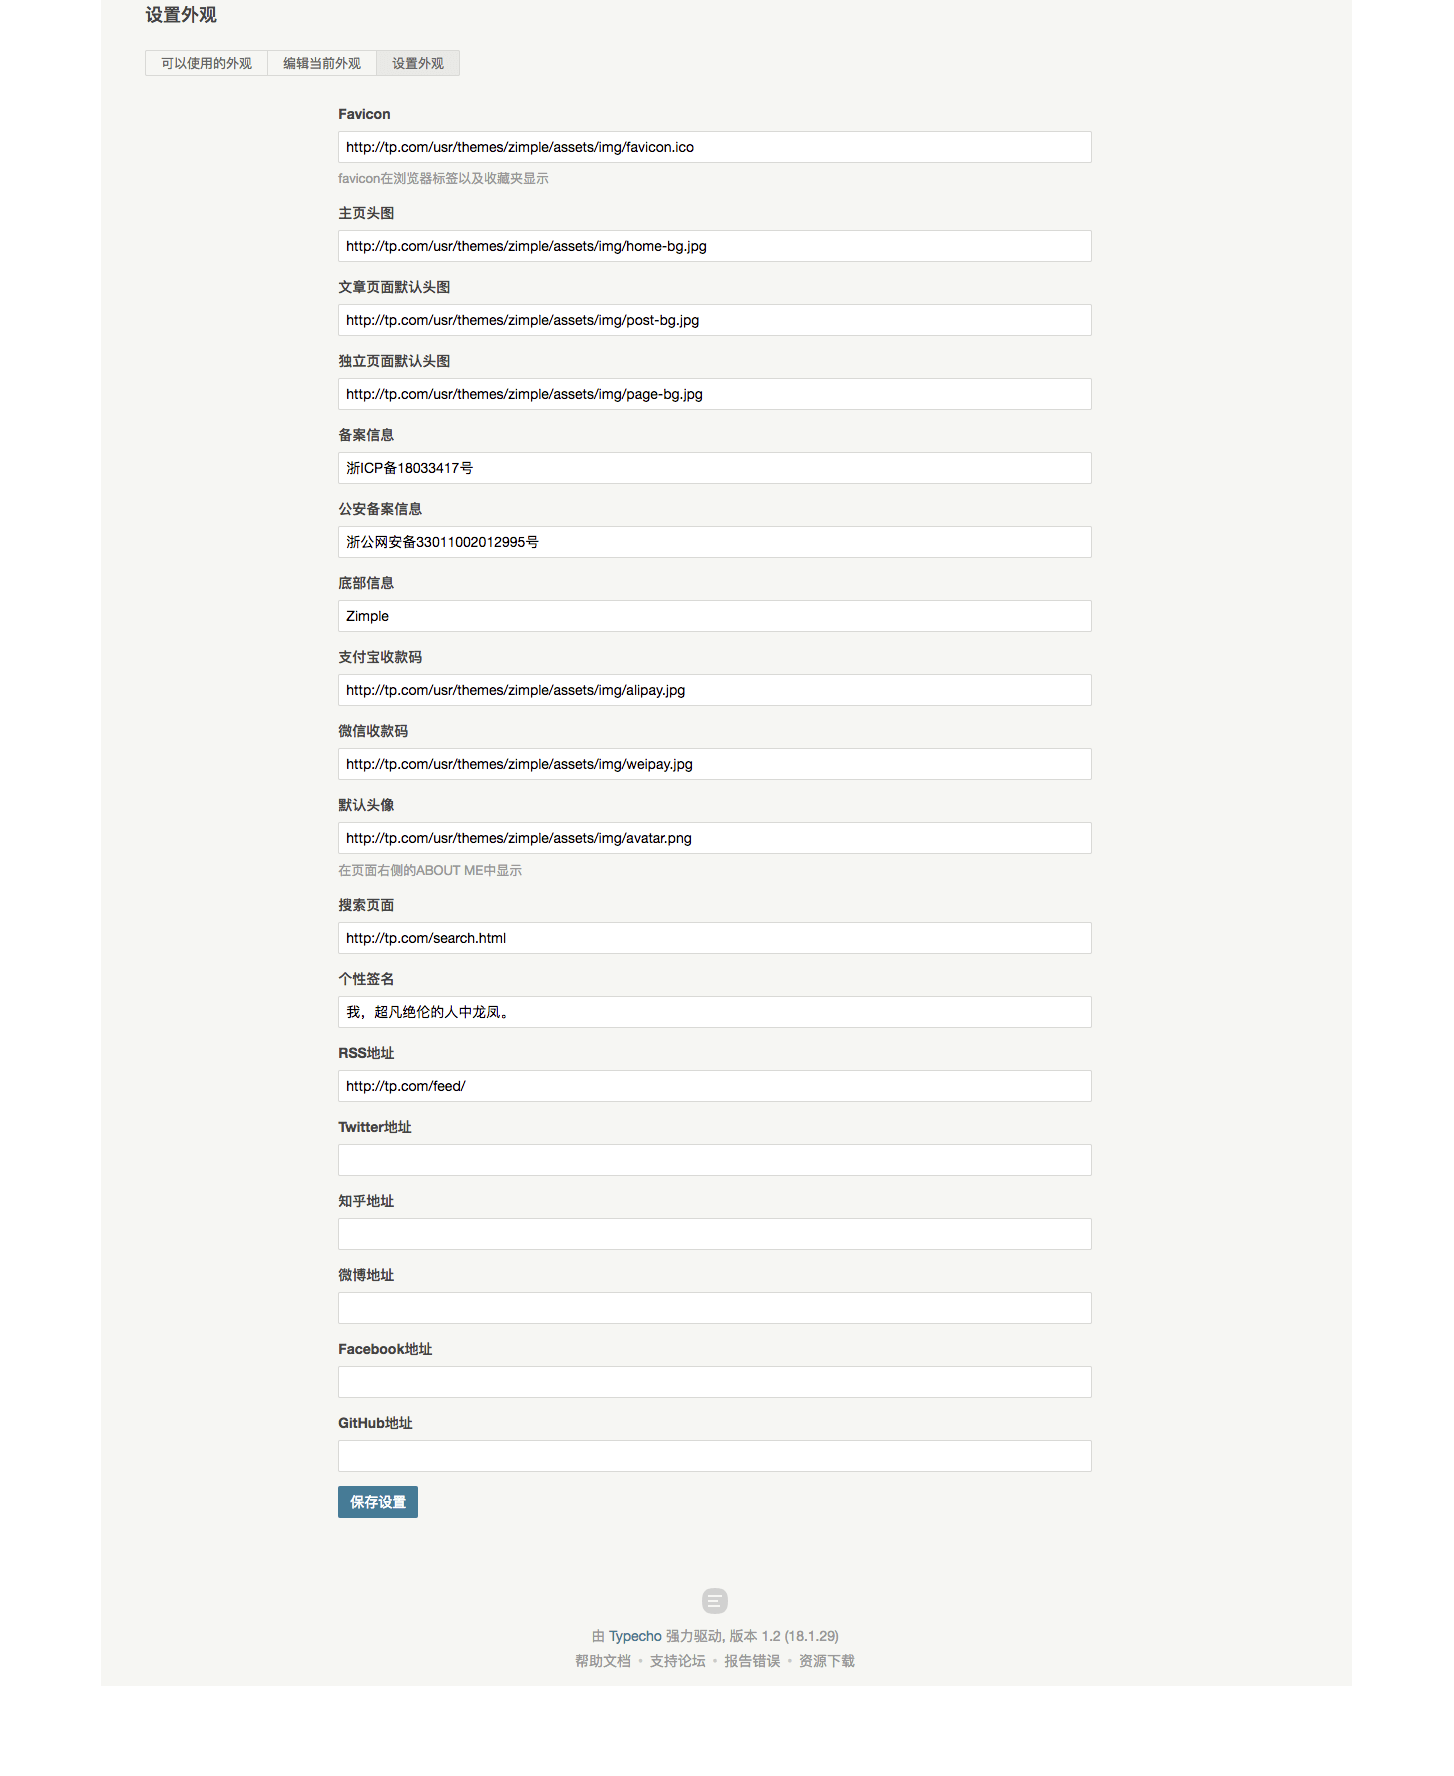 设置外观
可以使用的外观 编辑当前外观 设置外观
Favicon
http://tp.com/usr/themes/zimple/assets/img/favicon.ico
favicon在浏览器标签以及收藏夹显示
主页头图
http://tp.com/usr/themes/zimple/assets/img/home-bg.jpg
文章页面默认头图
http://tp.com/usr/themes/zimple/assets/img/post-bg.jpg
独立页面默认头图
http://tp.com/usr/themes/zimple/assets/img/page-bg.jpg
备案信息
浙ICP备18033417号
公安备案信息
浙公网安备33011002012995号
底部信息
Zimple
支付宝收款码
http://tp.com/usr/themes/zimple/assets/img/alipay.jpg
微信收款码
http://tp.com/usr/themes/zimple/assets/img/weipay.jpg
默认头像
http://tp.com/usr/themes/zimple/assets/img/avatar.png
在页面右侧的ABOUT ME中显示
搜索页面
http://tp.com/search.html
个性签名
我，超凡绝伦的人中龙凤。
RSS地址
http://tp.com/feed/
Twitter地址
知乎地址
微博地址
Facebook地址
GitHub地址
保存设置
由 Typecho 强力驱动, 版本 1.2 (18.1.29)
帮助文档 • 支持论坛 • 报告错误 • 资源下载